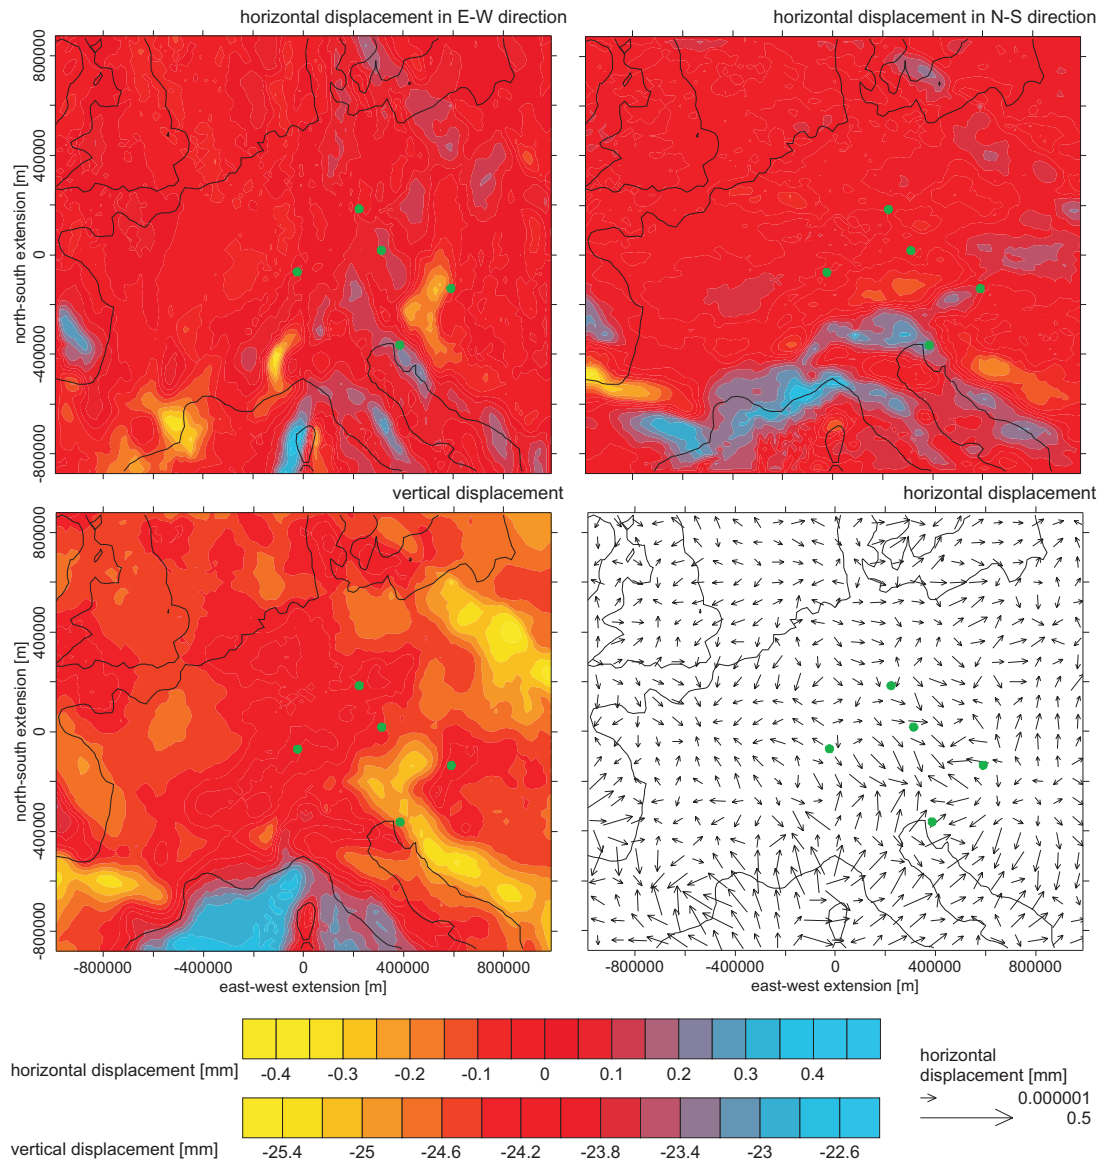 horizontal displacement in E-W direction
horizontal displacement in N-S direction
north-south extension [m]
800000
400000
0
-400000
-800000
vertical displacement
horizontal displacement
north-south extension [m]
800000
400000
0
-400000
-800000
-800000 -400000 0 400000 800000
east-west extension [m]
-800000 -400000 0 400000 800000
east-west extension [m]
horizontal displacement [mm]
-0.4 -0.3 -0.2 -0.1 0 0.1 0.2 0.3 0.4
vertical displacement [mm]
-25.4 -25 -24.6 -24.2 -23.8 -23.4 -23 -22.6
horizontal
displacement [mm]
0.000001
0.5